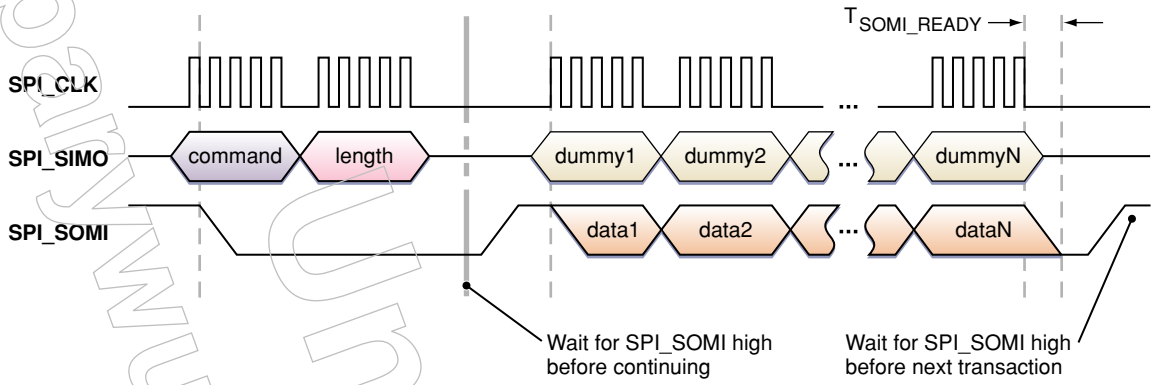 T SOMI_READY
SPI_CLK
...
SPI_SIMO
command
length
dummy1
dummy2
...
dummyN
SPI_SOMI
data1
data2
...
dataN
Wait for SPI_SOMI high
before continuing
Wait for SPI_SOMI high
before next transaction